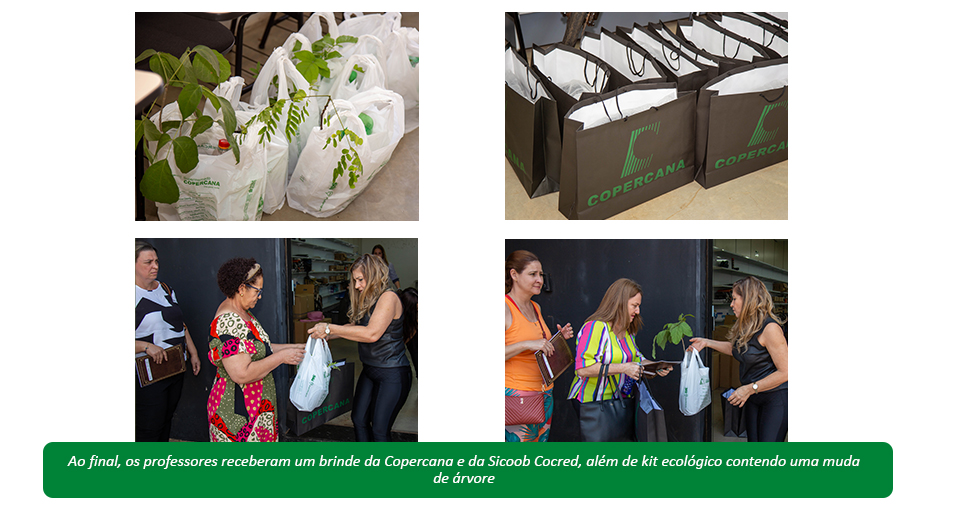 COPERCANA
CANA
COPERCANA
COPERCANA
COPERCANA
Ao final, os professores receberam um brinde da Copercana e da Sicoob Cocred, além de kit ecológico contendo uma muda
de árvore